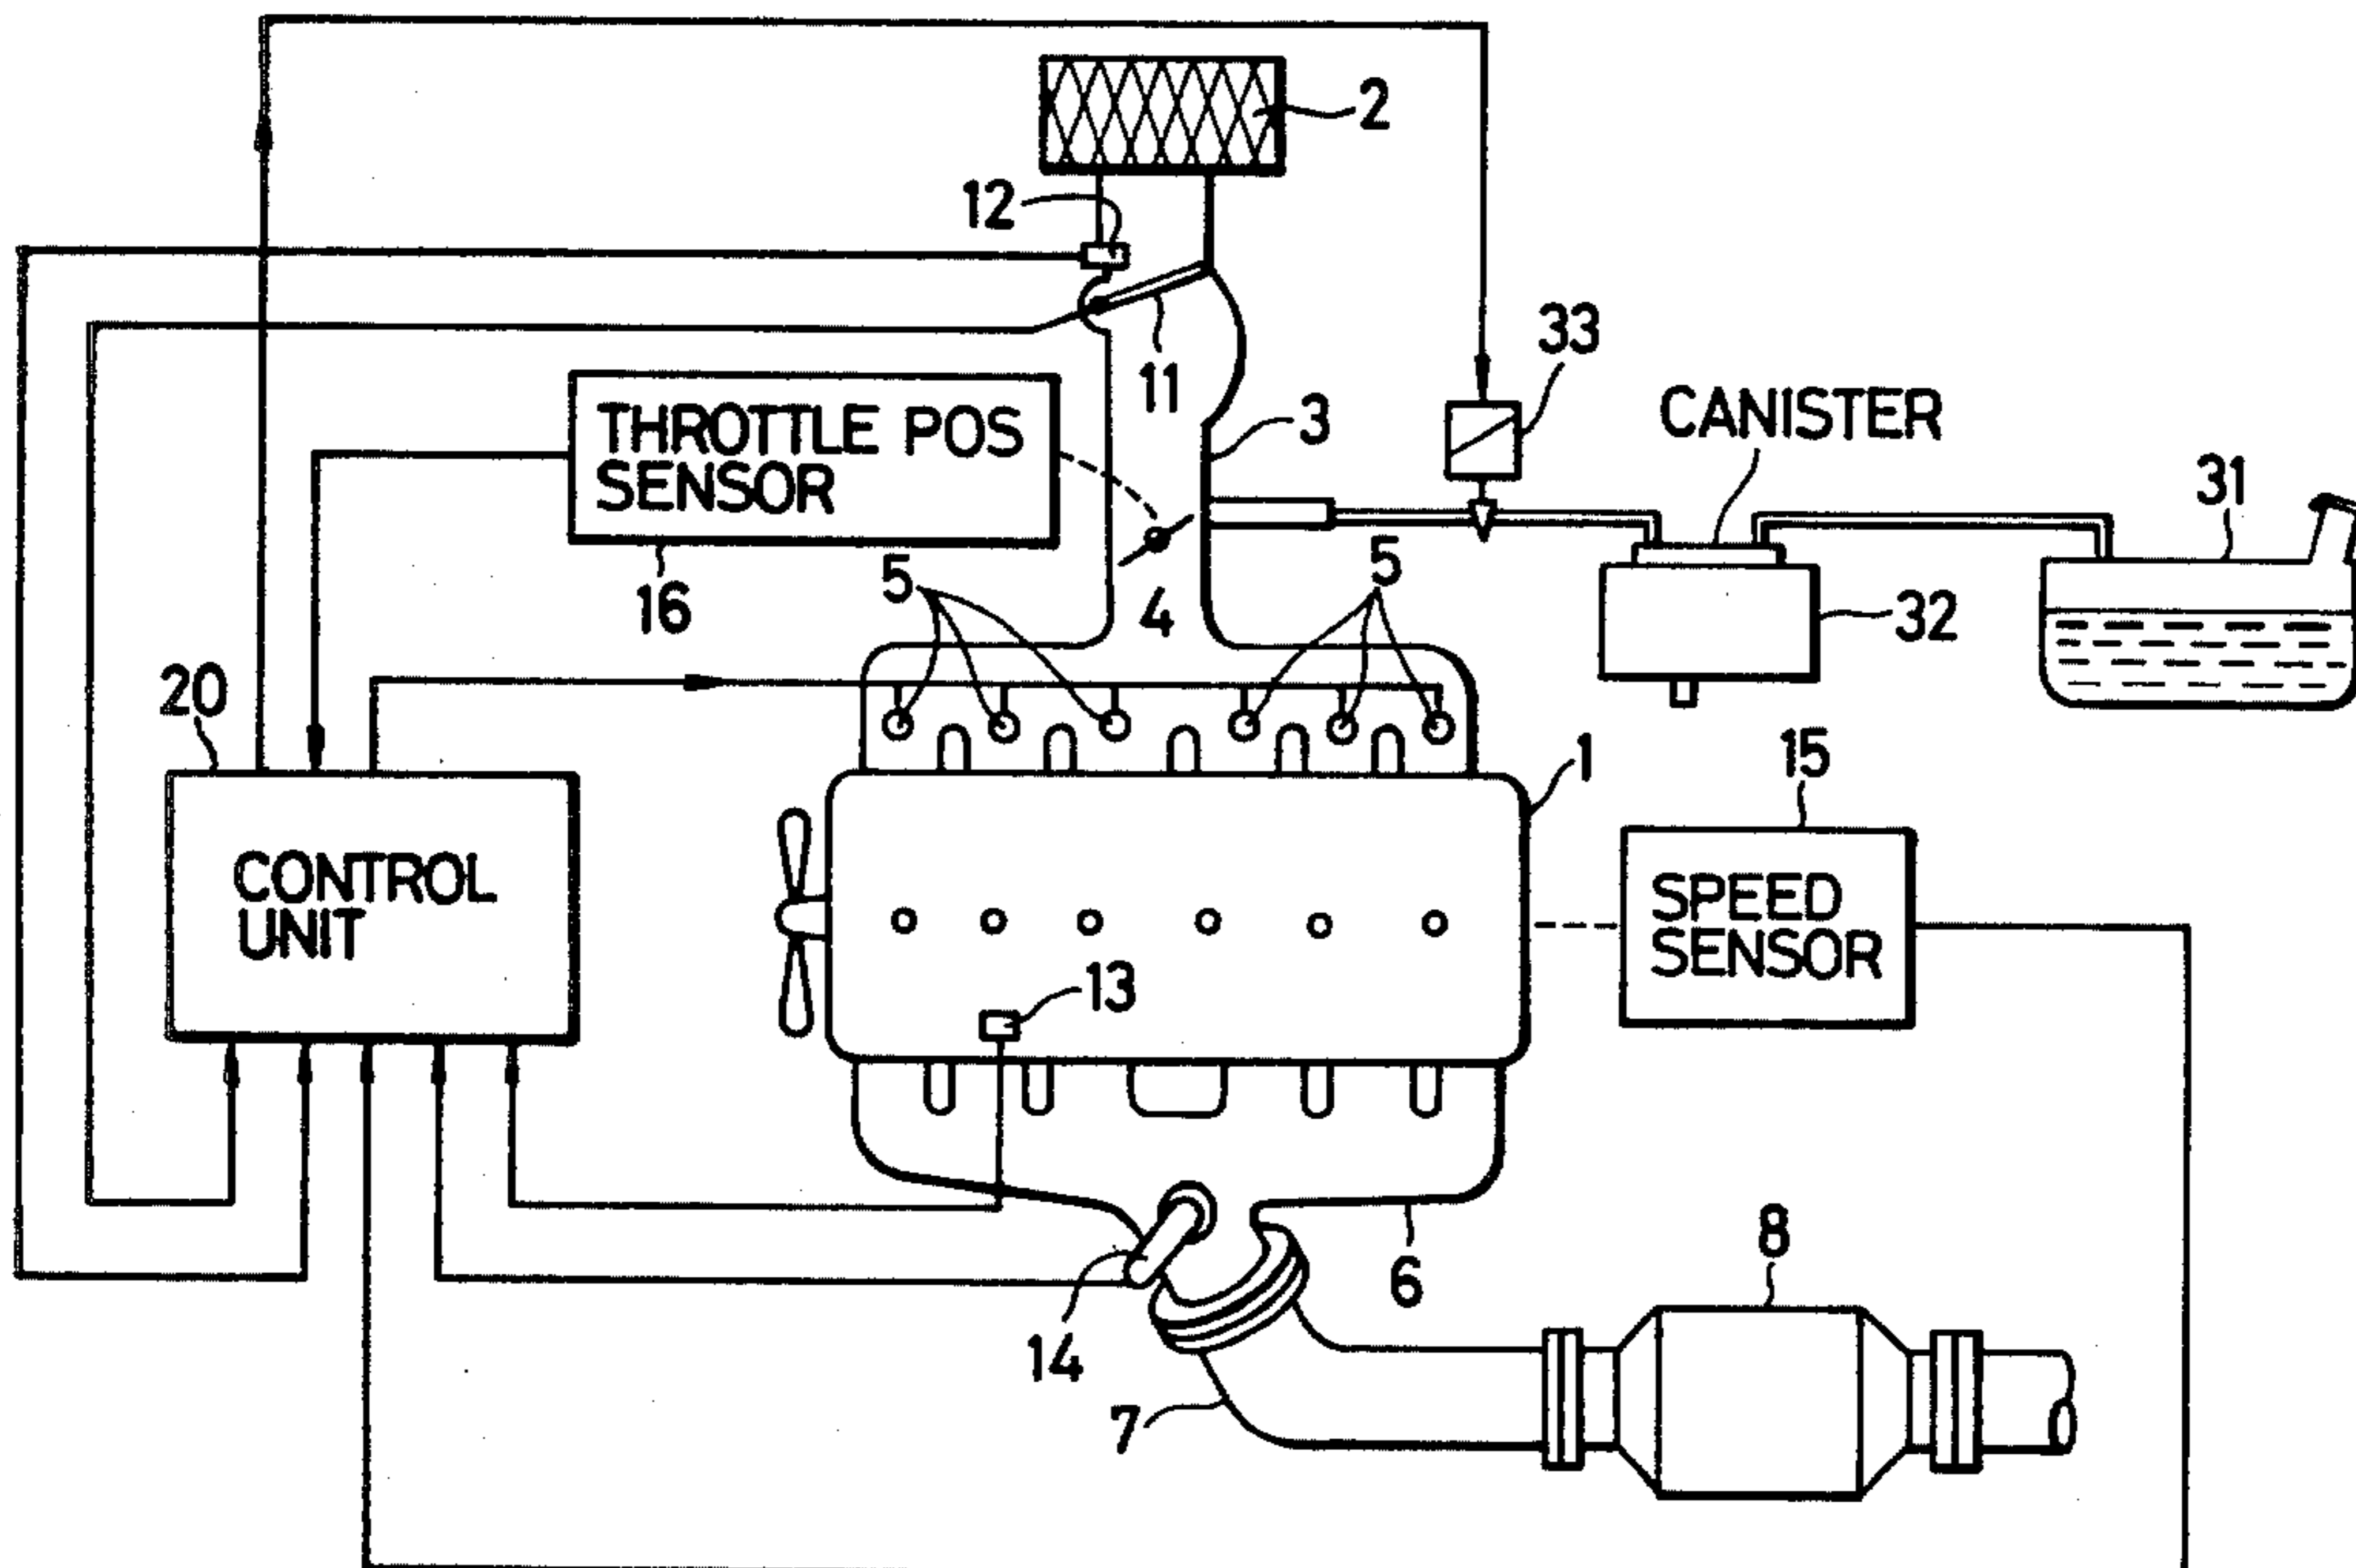 2
12
33
11
CANISTER
3
THROTTLE POS
SENSOR
31
16
5
5
4
32
20
15
1
CONTROL
UNIT
SPEED
SENSOR
13
8
6
14
7